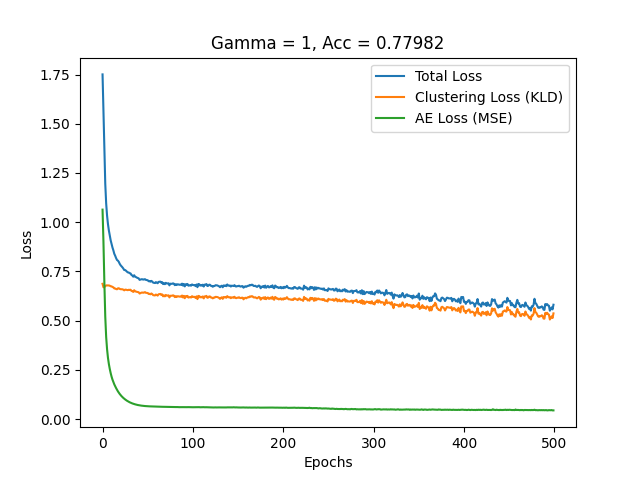 Gamma = 1, Acc = 0.77982
Total Loss
Clustering Loss (KLD)
AE Loss (MSE)
1.75
1.50
1.25
1.00
0.75
0.50
0.25
0.00
Loss
0 100 200 300 400 500
Epochs